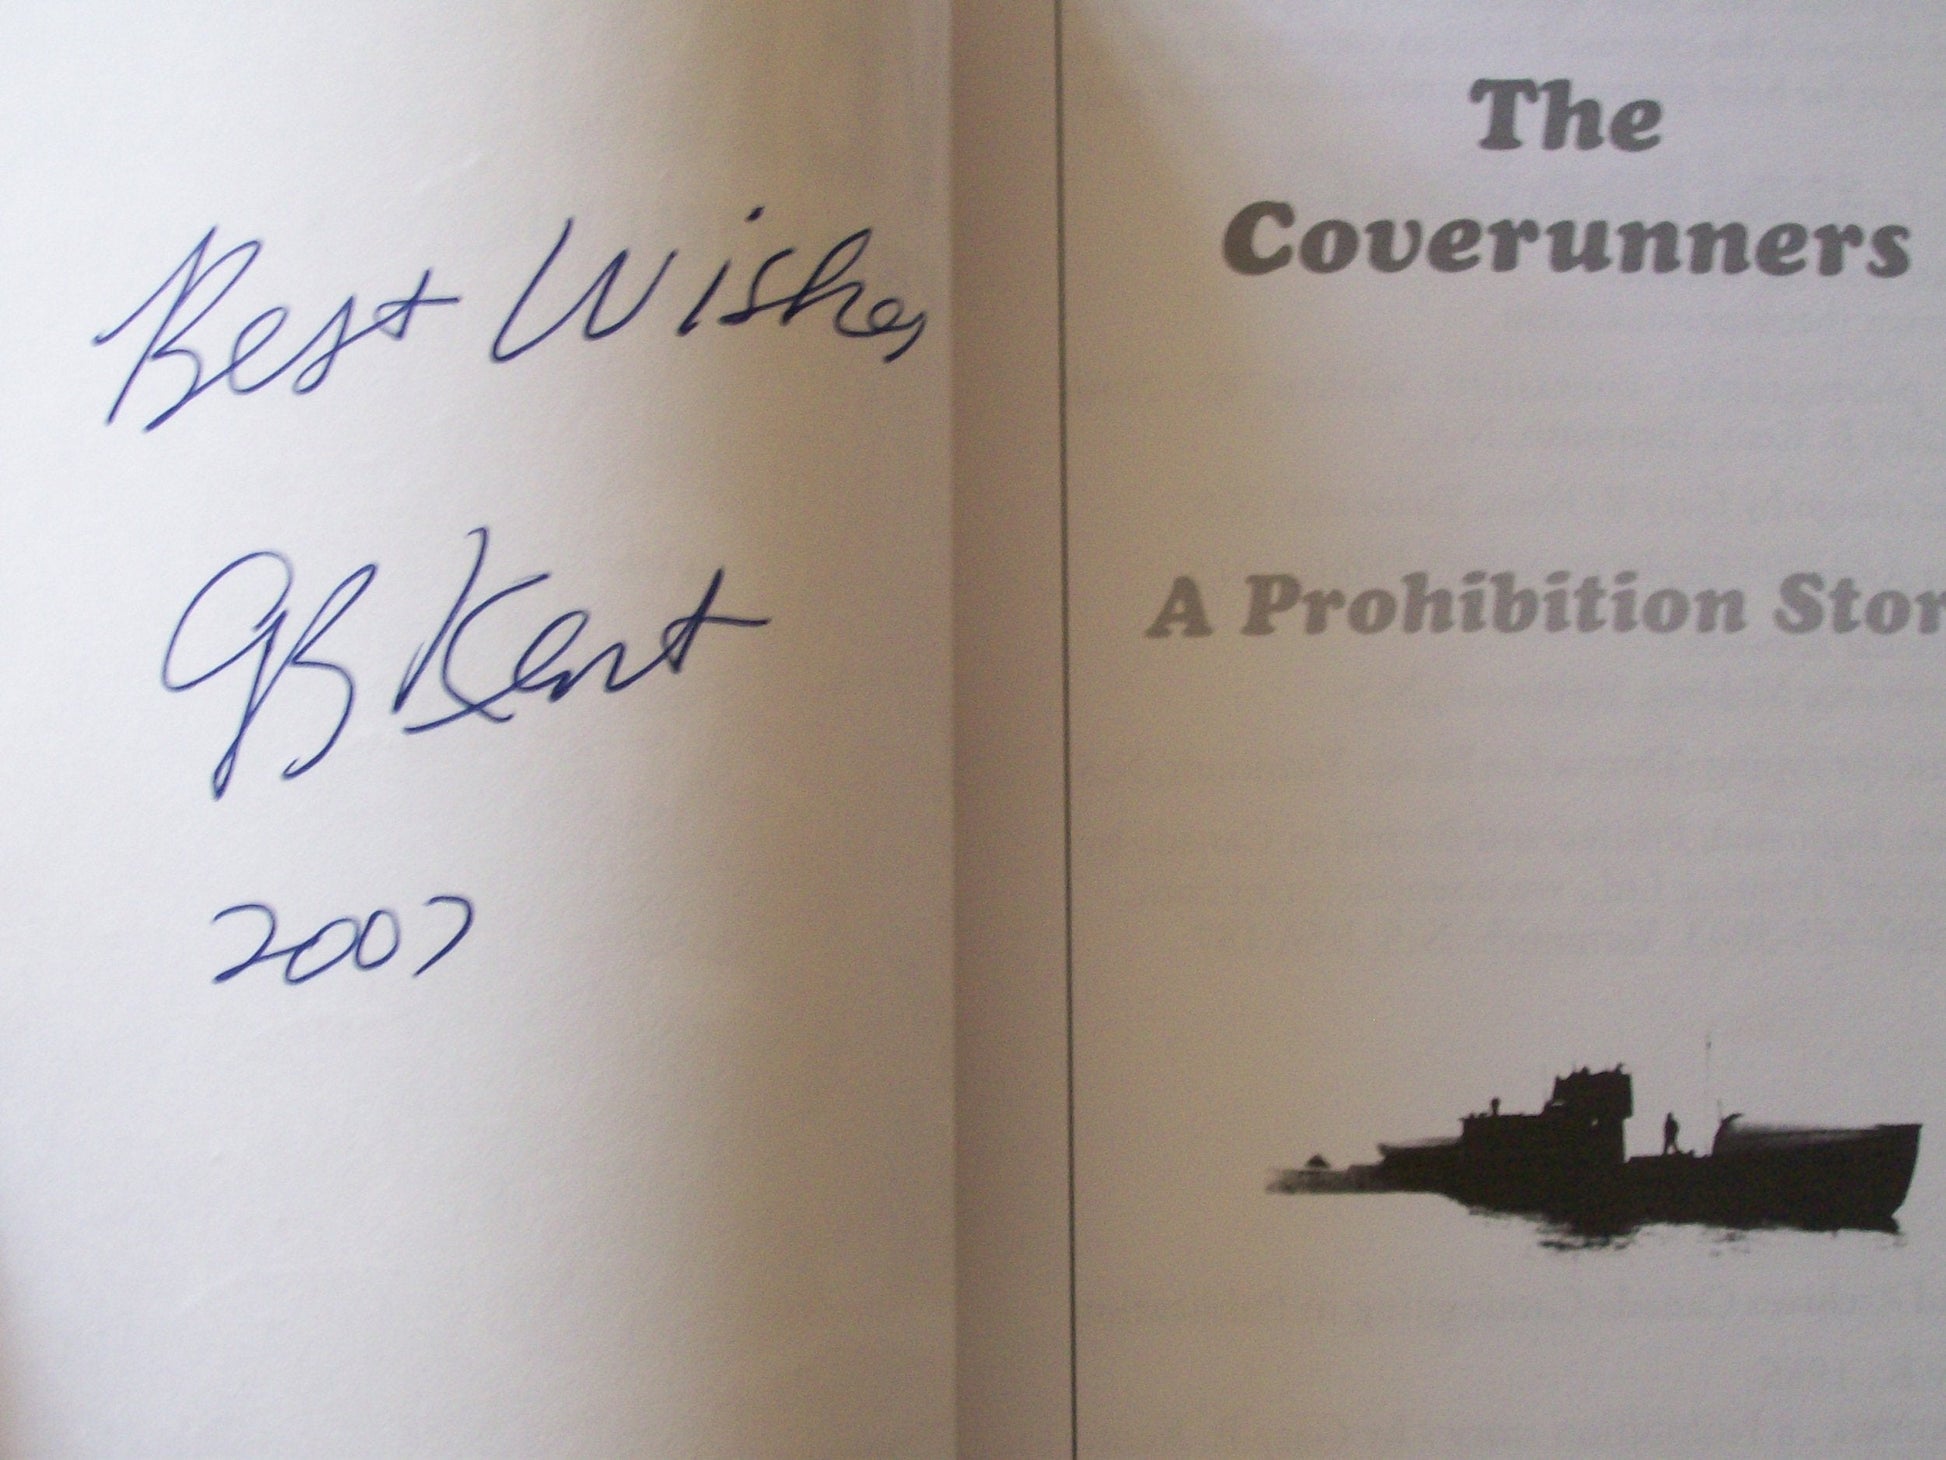 Best Wishes
GB Kent
2007
The
Coverunners
A Prohibition Stor